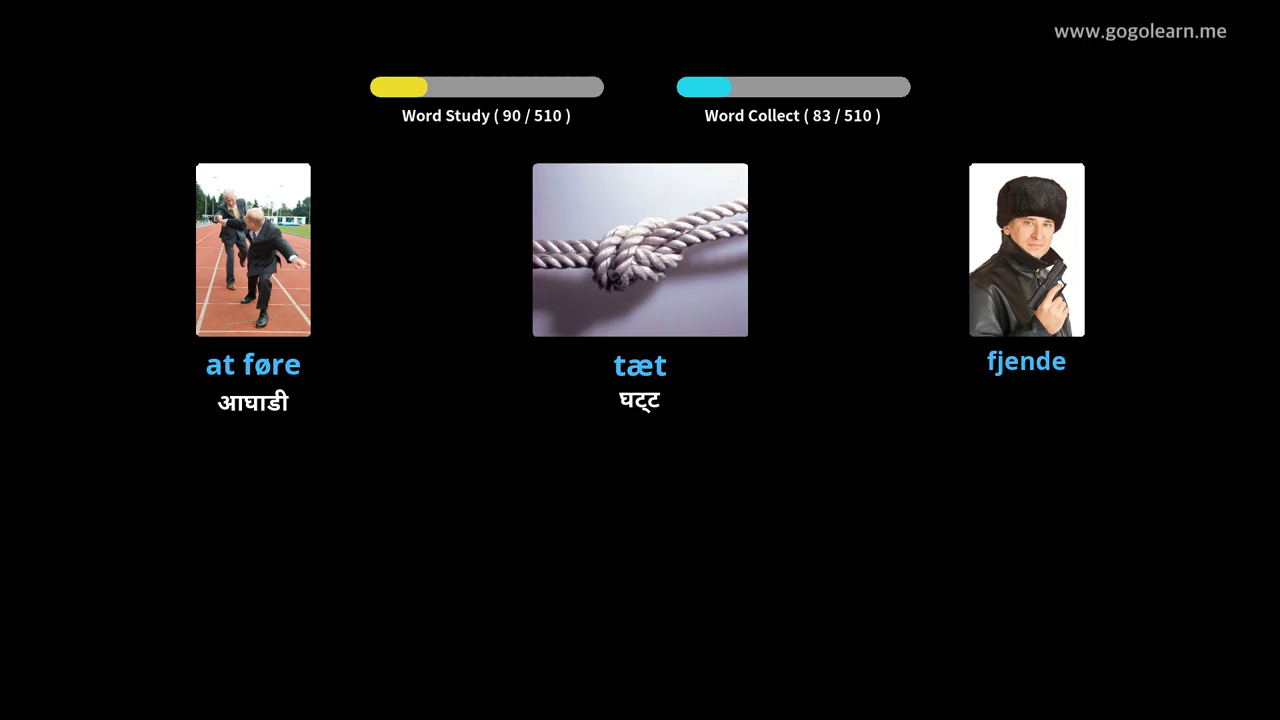 www.gogolearn.me
Word Study ( 90 / 510 )
Word Collect ( 83 / 510 )
at føre
tæt
fjende
आघाडी
घट्ट